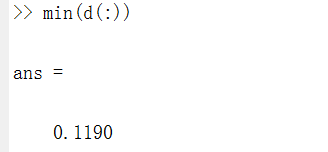 >> min(d(:))
ans =
0.1190